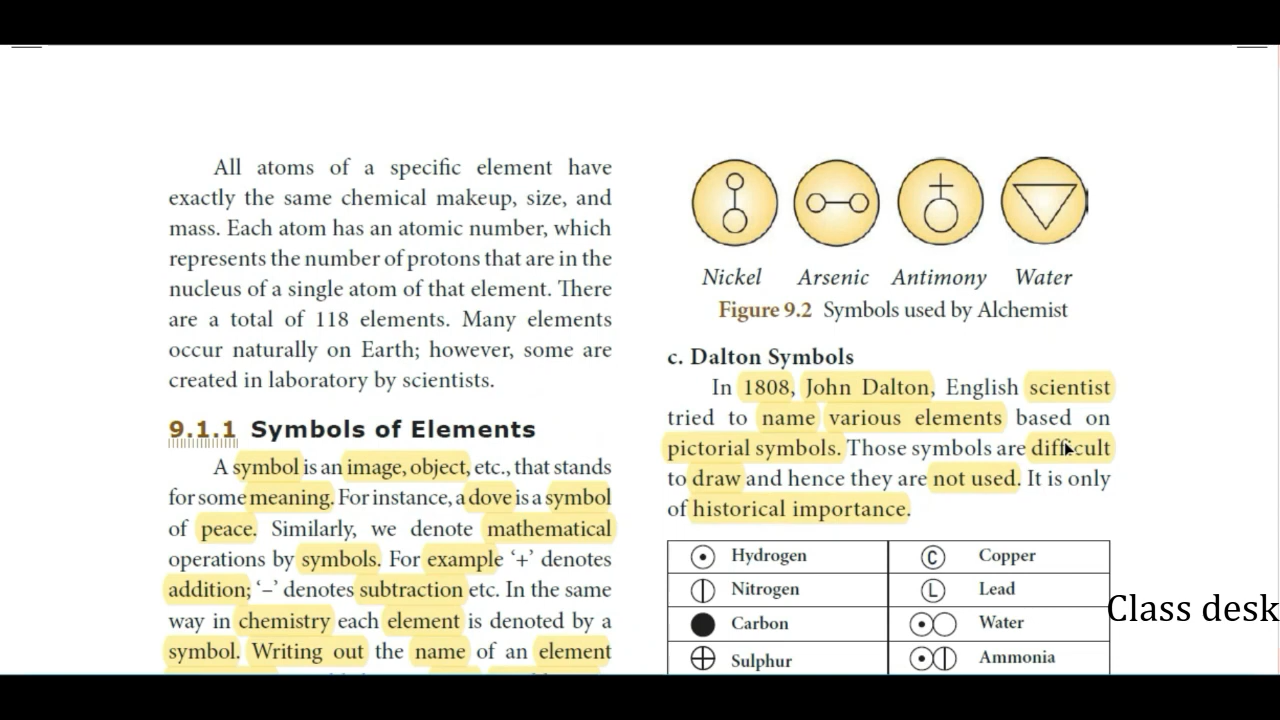 All atoms of a specific element have
exactly the same chemical makeup, size, and
mass. Each atom has an atomic number, which
represents the number of protons that are in the
nucleus of a single atom of that element. There
are a total of 118 elements. Many elements
occur naturally on Earth; however, some are
created in laboratory by scientists.
9.1.1 Symbols of Elements
A symbol is an image, object, etc., that stands
for some meaning. For instance, a dove is a symbol
of peace. Similarly, we denote mathematical
operations by symbols. For example ‘+’ denotes
addition; ‘–’ denotes subtraction etc. In the same
way in chemistry each element is denoted by a
symbol. Writing out the name of an element
Nickel Arsenic Antimony Water
Figure 9.2 Symbols used by Alchemist
c. Dalton Symbols
In 1808, John Dalton, English scientist
tried to name various elements based on
pictorial symbols. Those symbols are difficult
to draw and hence they are not used. It is only
of historical importance.
Hydrogen C Copper
Nitrogen L Lead
Carbon Water
Sulphur Ammonia
Class desk